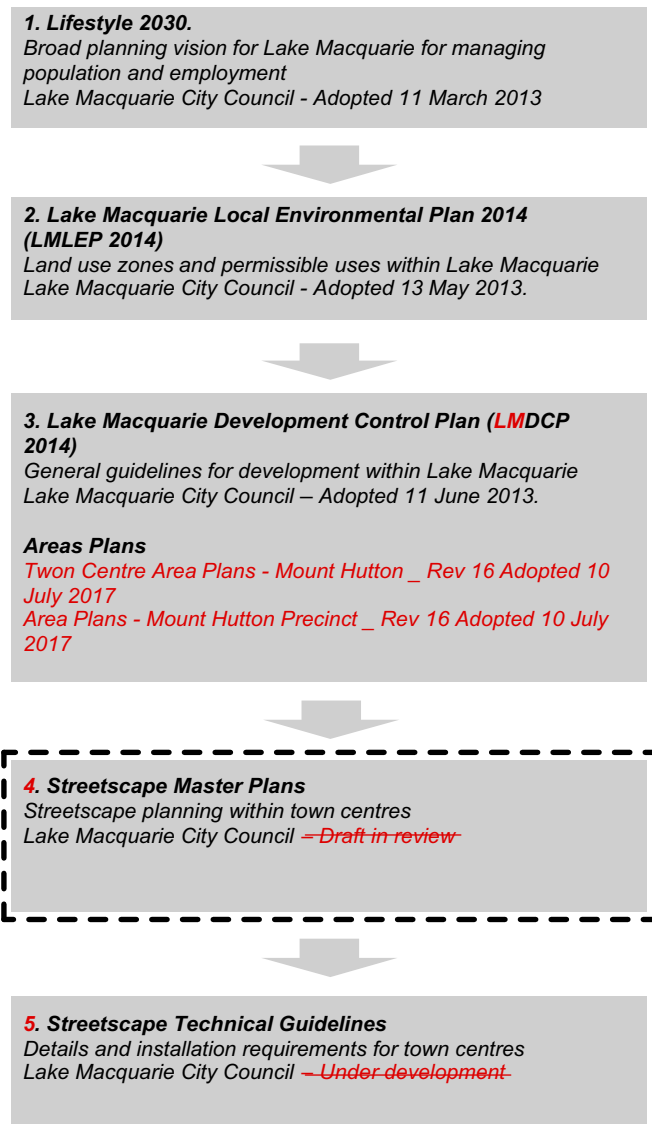 1. Lifestyle 2030.
Broad planning vision for Lake Macquarie for managing
population and employment
Lake Macquarie City Council - Adopted 11 March 2013
2. Lake Macquarie Local Environmental Plan 2014
(LMLEP 2014)
Land use zones and permissible uses within Lake Macquarie
Lake Macquarie City Council - Adopted 13 May 2013.
3. Lake Macquarie Development Control Plan (LMDCP
2014)
General guidelines for development within Lake Macquarie
Lake Macquarie City Council – Adopted 11 June 2013.
Areas Plans
Twon Centre Area Plans - Mount Hutton _ Rev 16 Adopted 10
July 2017
Area Plans - Mount Hutton Precinct _ Rev 16 Adopted 10 July
2017
4. Streetscape Master Plans
Streetscape planning within town centres
Lake Macquarie City Council – Draft in review
5. Streetscape Technical Guidelines
Details and installation requirements for town centres
Lake Macquarie City Council – Under development